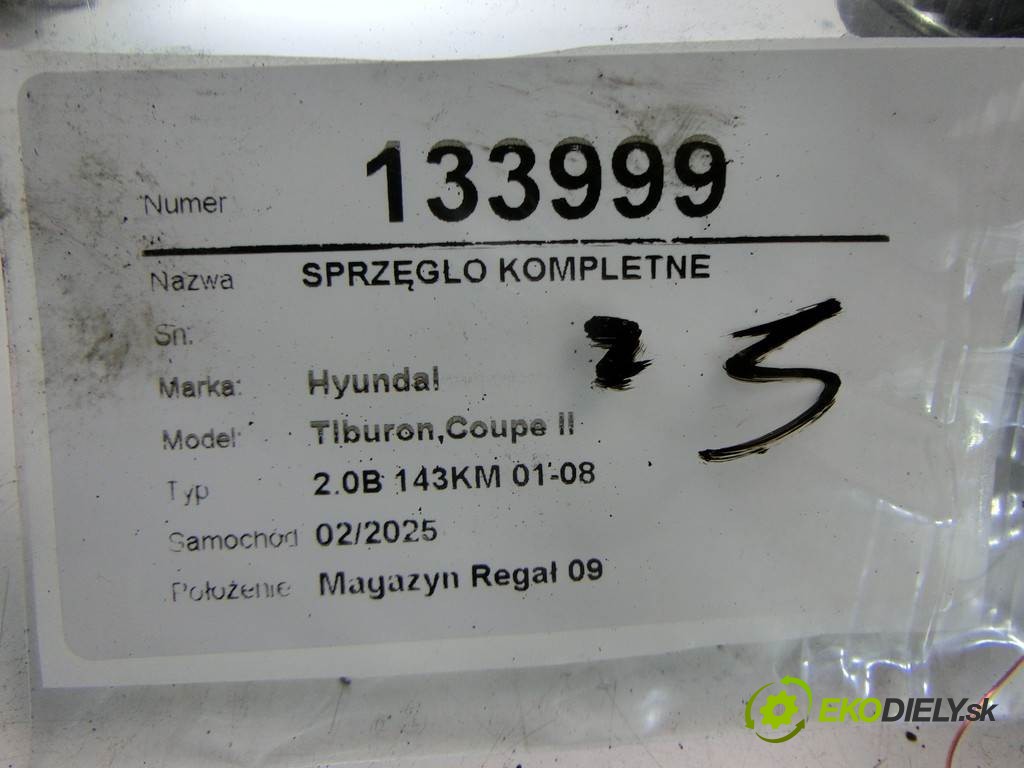 Numer 133999
Nazwa SPRZĘGŁO KOMPLETNE
Sn:
Marka: Hyundai
Model: Tiburon,Coupe II
Typ 2.0B 143KM 01-08
Samochód 02/2025
Położenie Magazyn Regał 09
EKODIELY.sk